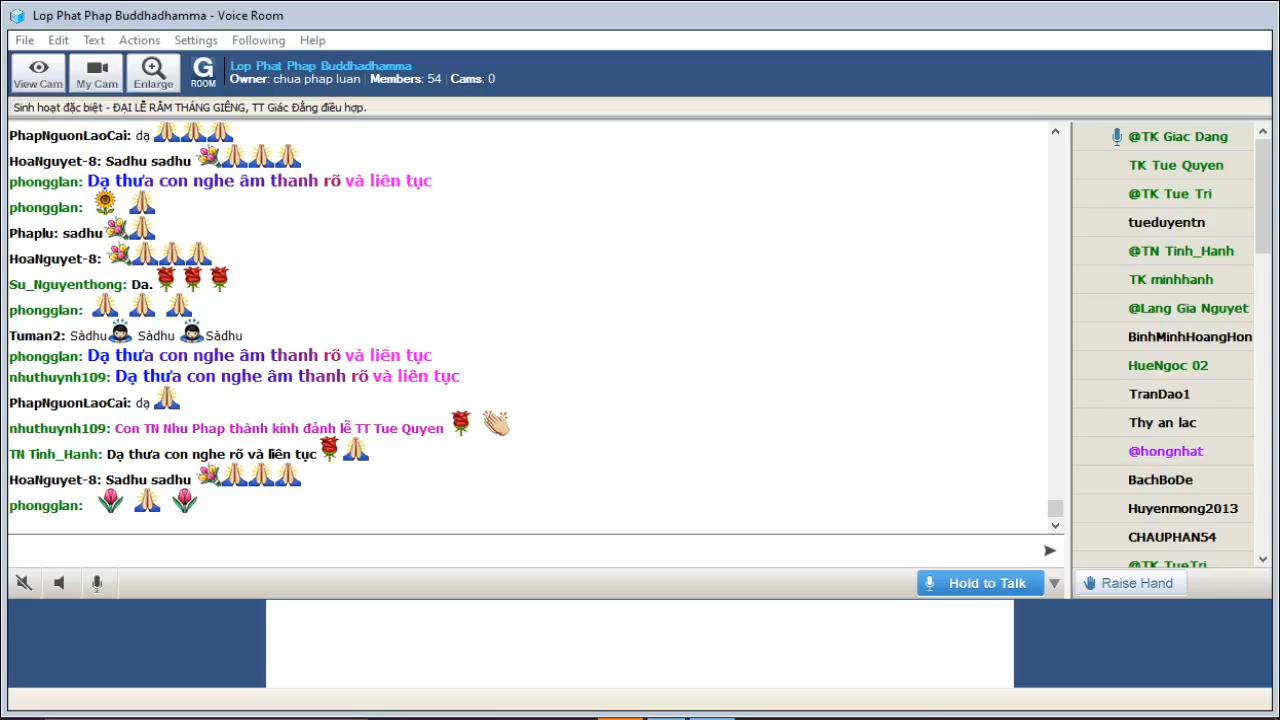 Lop Phat Phap Buddhadhamma - Voice Room
File Edit Text Actions Settings Following Help
View Cam My Cam Enlarge G ROOM
Lop Phat Phap Buddhadhamma
Owner: chua phap luan | Members: 54 | Cams: 0
Sinh hoạt đặc biệt - ĐẠI LỄ RẰM THÁNG GIÊNG, TT Giác Đẳng điều hợp.
PhapNguonLaoCai: dạ
HoaNguyet-8: Sadhu sadhu
phongglan: Dạ thưa con nghe âm thanh rõ và liên tục
phongglan:
Phaplu: sadhu
HoaNguyet-8:
Su_Nguyenthong: Da.
phongglan:
Tuman2: Sàdhu Sàdhu Sàdhu
phongglan: Dạ thưa con nghe âm thanh rõ và liên tục
nhuthuynh109: Dạ thưa con nghe âm thanh rõ và liên tục
PhapNguonLaoCai: dạ
nhuthuynh109: Con TN Nhu Phap thành kính đảnh lễ TT Tue Quyen
TN Tinh_Hanh: Dạ thưa con nghe rõ và liên tục
HoaNguyet-8: Sadhu sadhu
phongglan:
@TK Giac Dang
TK Tue Quyen
@TK Tue Tri
tueduyentn
@TN Tinh_Hanh
TK minhhanh
@Lang Gia Nguyet
BinhMinhHoangHon
HueNgoc 02
TranDao1
Thy an lac
@hongnhat
BachBoDe
Huyenmong2013
CHAUPHAN54
@TK TueTri
Hold to Talk
Raise Hand